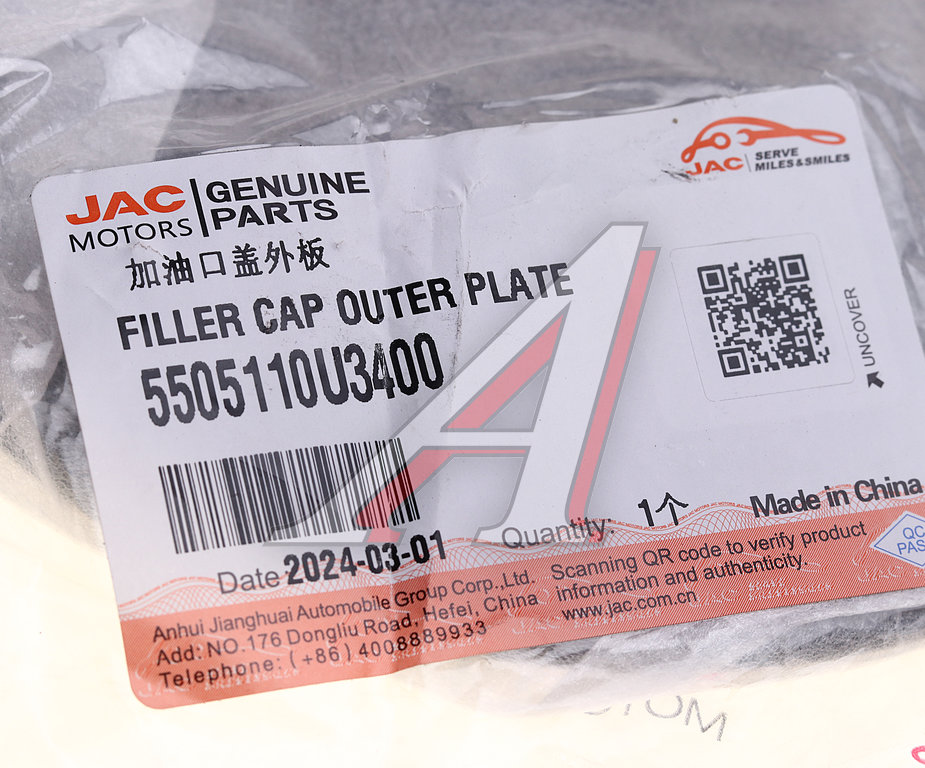 JAC
MOTORS
GENUINE
PARTS
JAC
SERVE
MILES&SMILES
加油口盖外板
FILLER CAP OUTER PLATE
5505110U3400
UNCOVER
Date 2024-03-01
Quantity: 1个
Made in China
QC
PAS
Anhui Jianghuai Automobile Group Corp.,Ltd.
Add: NO.176 Dongliu Road, Hefei, China
Telephone: (+86)4008889933
Scanning QR code to verify product
information and authenticity.
www.jac.com.cn